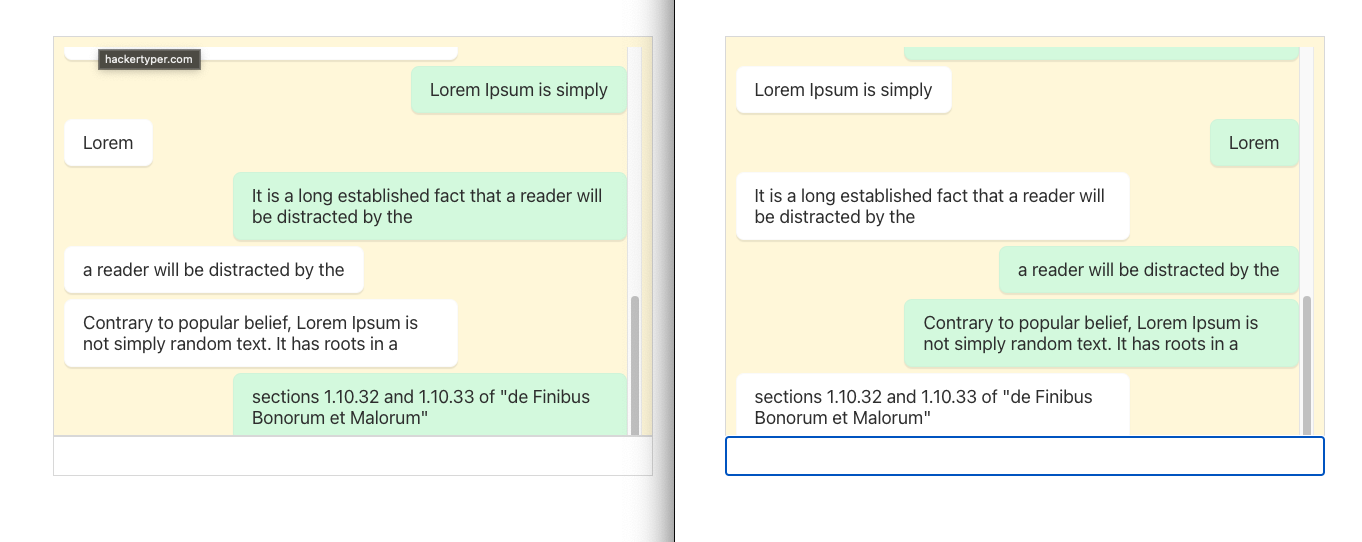 hackertyper.com
Lorem Ipsum is simply
Lorem
It is a long established fact that a reader will
be distracted by the
a reader will be distracted by the
Contrary to popular belief, Lorem Ipsum is
not simply random text. It has roots in a
sections 1.10.32 and 1.10.33 of "de Finibus
Bonorum et Malorum"
Lorem Ipsum is simply
Lorem
It is a long established fact that a reader will
be distracted by the
a reader will be distracted by the
Contrary to popular belief, Lorem Ipsum is
not simply random text. It has roots in a
sections 1.10.32 and 1.10.33 of "de Finibus
Bonorum et Malorum"